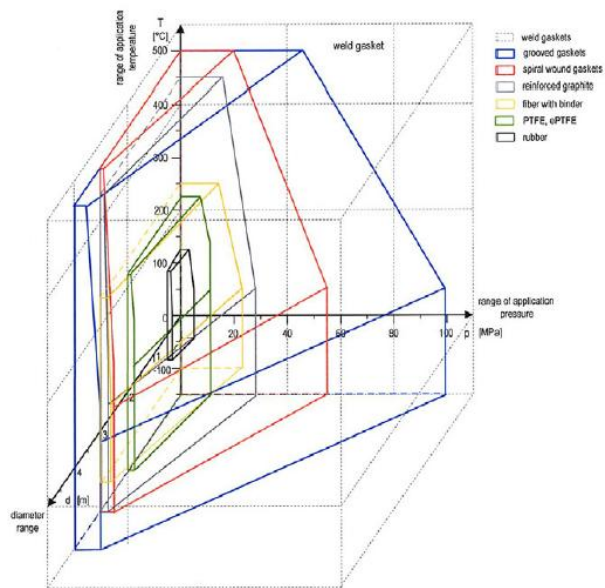 range of application
temperature
T
[°C]
weld gasket
weld gaskets
grooved gaskets
spiral wound gaskets
reinforced graphite
fiber with binder
PTFE, ePTFE
rubber
500
400
300
200
100
0
-100
20
40
60
80
100
range of application
pressure
p [MPa]
1
2
3
4
d [m]
diameter
range